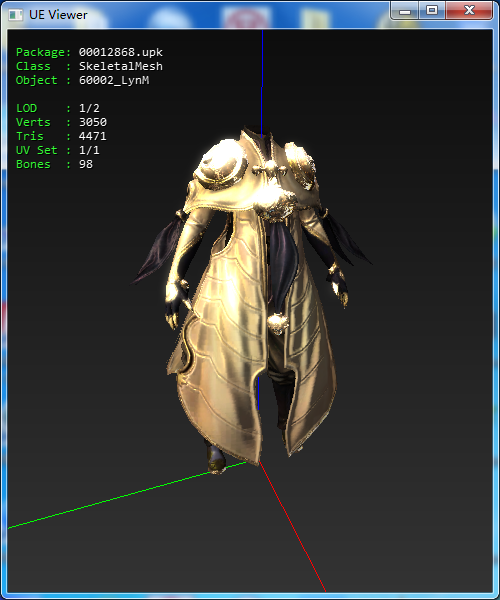 UE Viewer
Package: 00012868.upk
Class : SkeletalMesh
Object : 60002_LynM
LOD : 1/2
Verts : 3050
Tris : 4471
UV Set : 1/1
Bones : 98